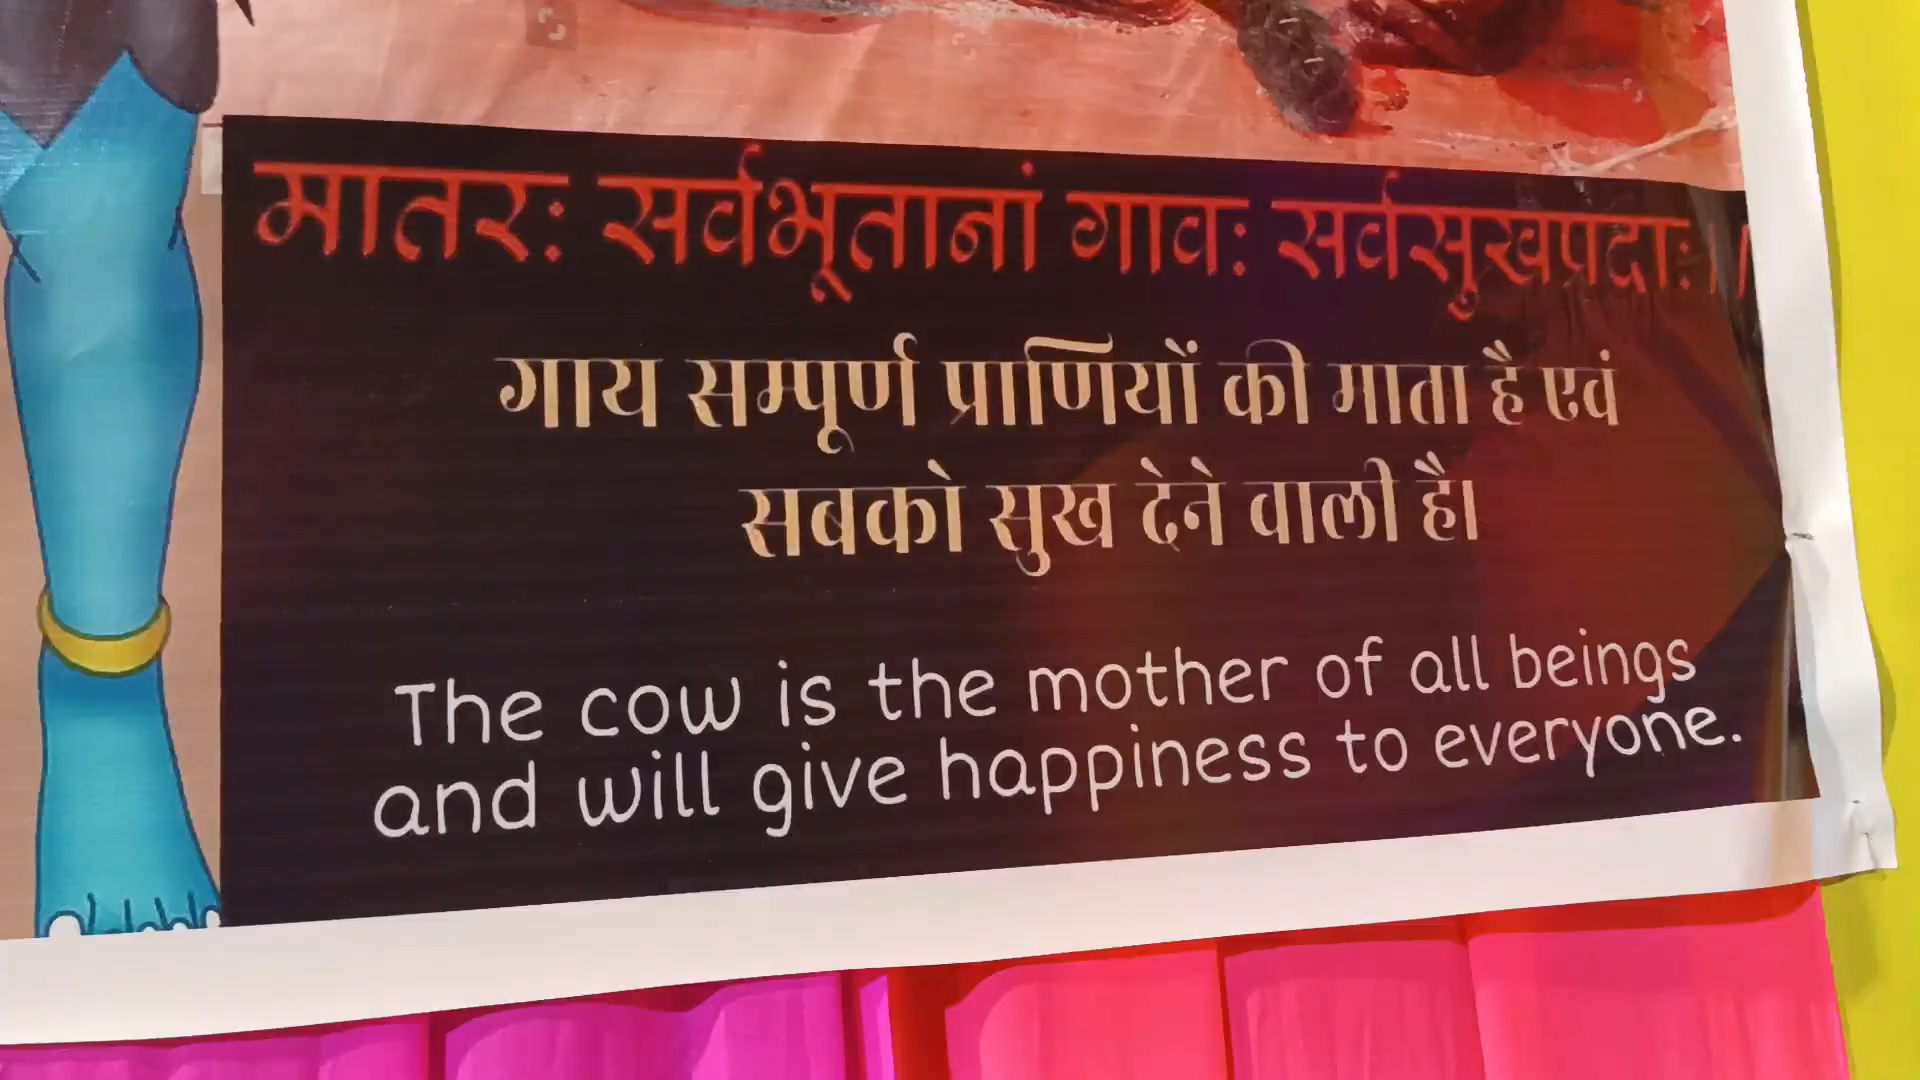 मातरः सर्वभूतानां गावः सर्वसुखप्रदाः।।
गाय सम्पूर्ण प्राणियों की माता है एवं
सबको सुख देने वाली है।
The cow is the mother of all beings
and will give happiness to everyone.